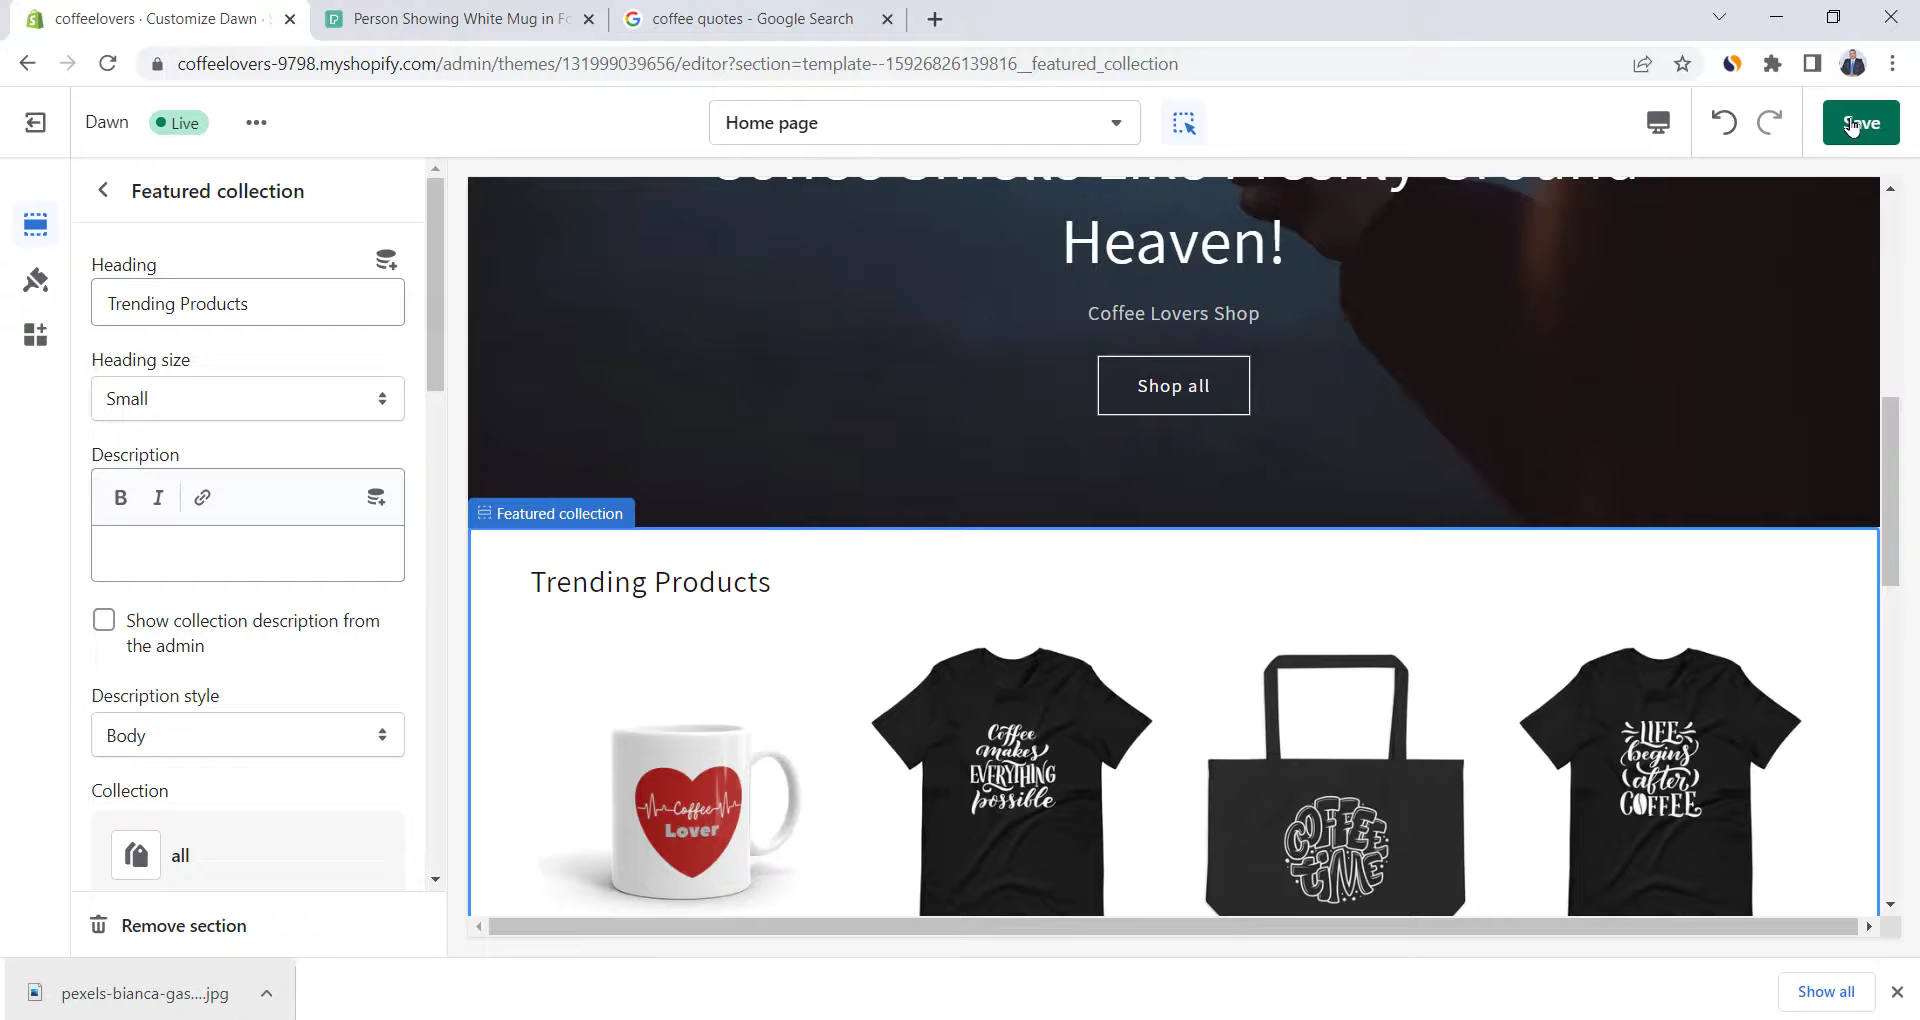 coffeelovers · Customize Dawn ·
Person Showing White Mug in Fo
coffee quotes - Google Search
coffeelovers-9798.myshopify.com/admin/themes/131999039656/editor?section=template--15926826139816__featured_collection
Dawn
Live
Home page
Save
Featured collection
Heading
Trending Products
Heading size
Small
Description
B I
Show collection description from
the admin
Description style
Body
Collection
all
Remove section
Heaven!
Coffee Lovers Shop
Shop all
Featured collection
Trending Products
Coffee
Lover
Coffee
makes
EVERYTHING
possible
COFFEE
TIME
LIFE
begins
after
COFFEE
pexels-bianca-gas....jpg
Show all